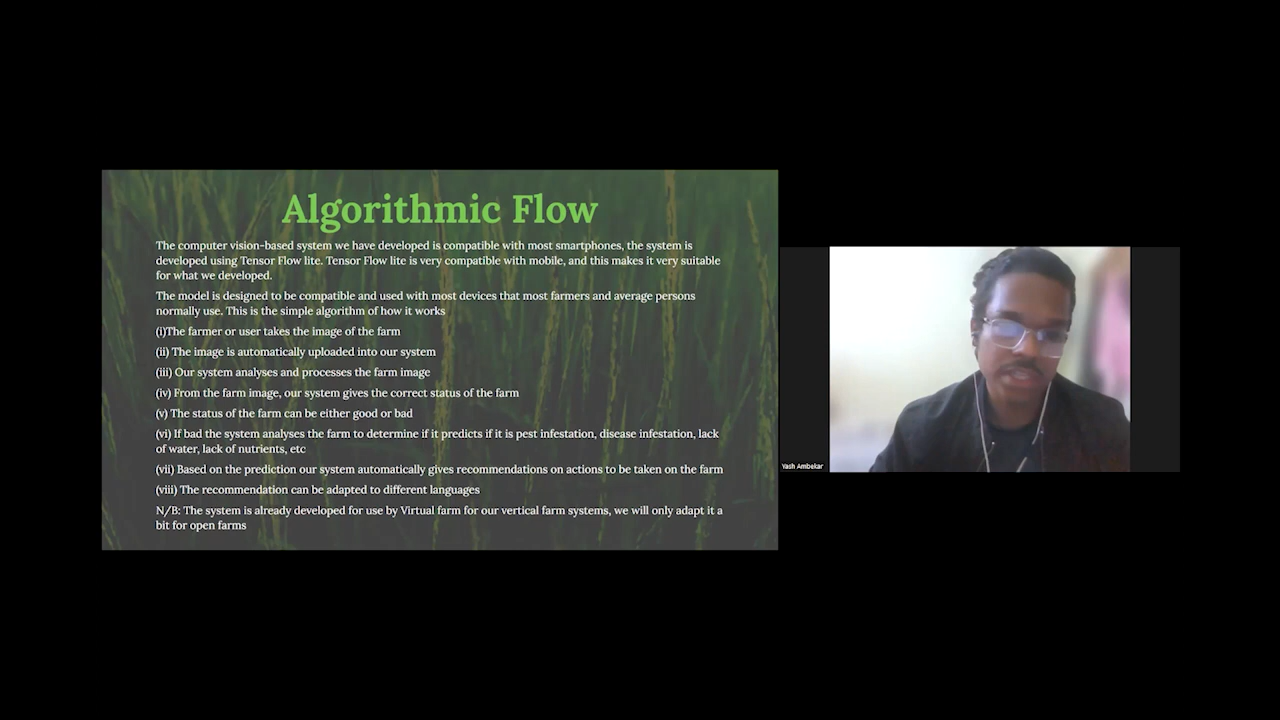 Algorithmic Flow
The computer vision-based system we have developed is compatible with most smartphones, the system is
developed using Tensor Flow lite. Tensor Flow lite is very compatible with mobile, and this makes it very suitable
for what we developed.
The model is designed to be compatible and used with most devices that most farmers and average persons
normally use. This is the simple algorithm of how it works
(i)The farmer or user takes the image of the farm
(ii) The image is automatically uploaded into our system
(iii) Our system analyses and processes the farm image
(iv) From the farm image, our system gives the correct status of the farm
(v) The status of the farm can be either good or bad
(vi) If bad the system analyses the farm to determine if it predicts if it is pest infestation, disease infestation, lack
of water, lack of nutrients, etc
(vii) Based on the prediction our system automatically gives recommendations on actions to be taken on the farm
(viii) The recommendation can be adapted to different languages
N/B: The system is already developed for use by Virtual farm for our vertical farm systems, we will only adapt it a
bit for open farms
Yash Ambekar